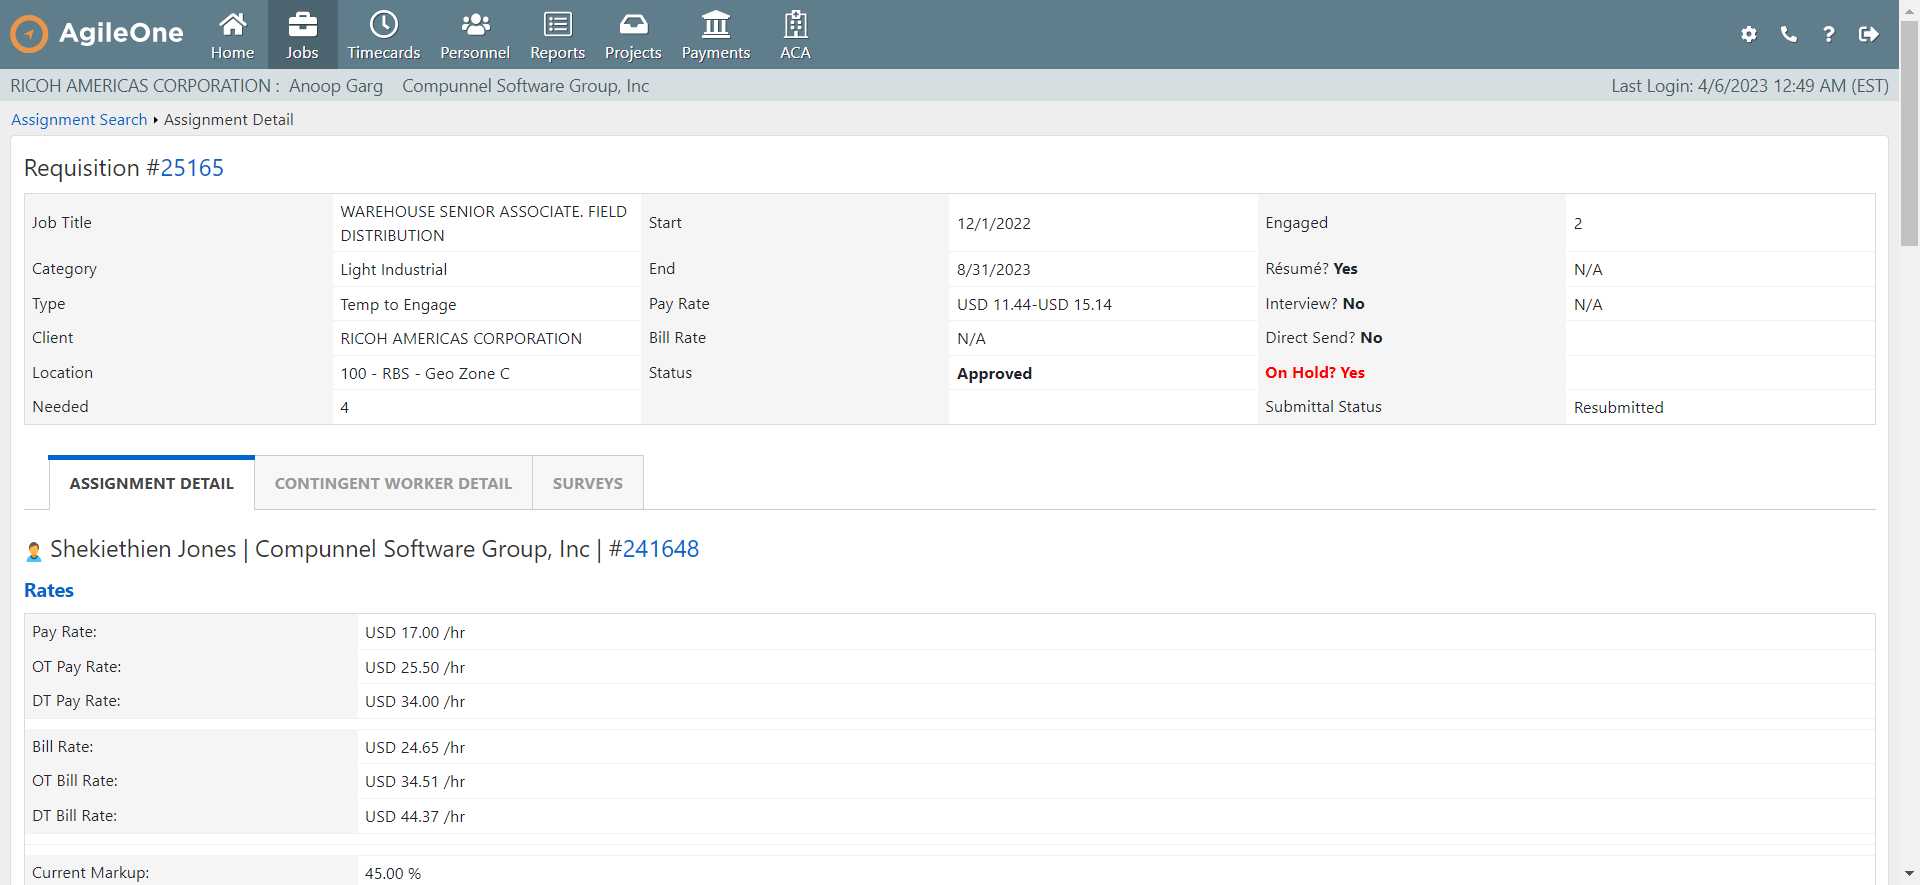 AgileOne
Home Jobs Timecards Personnel Reports Projects Payments ACA
RICOH AMERICAS CORPORATION : Anoop Garg Compunnel Software Group, Inc Last Login: 4/6/2023 12:49 AM (EST)
Assignment Search Assignment Detail
Requisition #25165
Job Title WAREHOUSE SENIOR ASSOCIATE. FIELD DISTRIBUTION Start 12/1/2022 Engaged 2
Category Light Industrial End 8/31/2023 Résumé? Yes N/A
Type Temp to Engage Pay Rate USD 11.44-USD 15.14 Interview? No N/A
Client RICOH AMERICAS CORPORATION Bill Rate N/A Direct Send? No
Location 100 - RBS - Geo Zone C Status Approved On Hold? Yes
Needed 4 Submittal Status Resubmitted
ASSIGNMENT DETAIL CONTINGENT WORKER DETAIL SURVEYS
Shekiethien Jones | Compunnel Software Group, Inc | #241648
Rates
Pay Rate: USD 17.00 /hr
OT Pay Rate: USD 25.50 /hr
DT Pay Rate: USD 34.00 /hr
Bill Rate: USD 24.65 /hr
OT Bill Rate: USD 34.51 /hr
DT Bill Rate: USD 44.37 /hr
Current Markup: 45.00 %